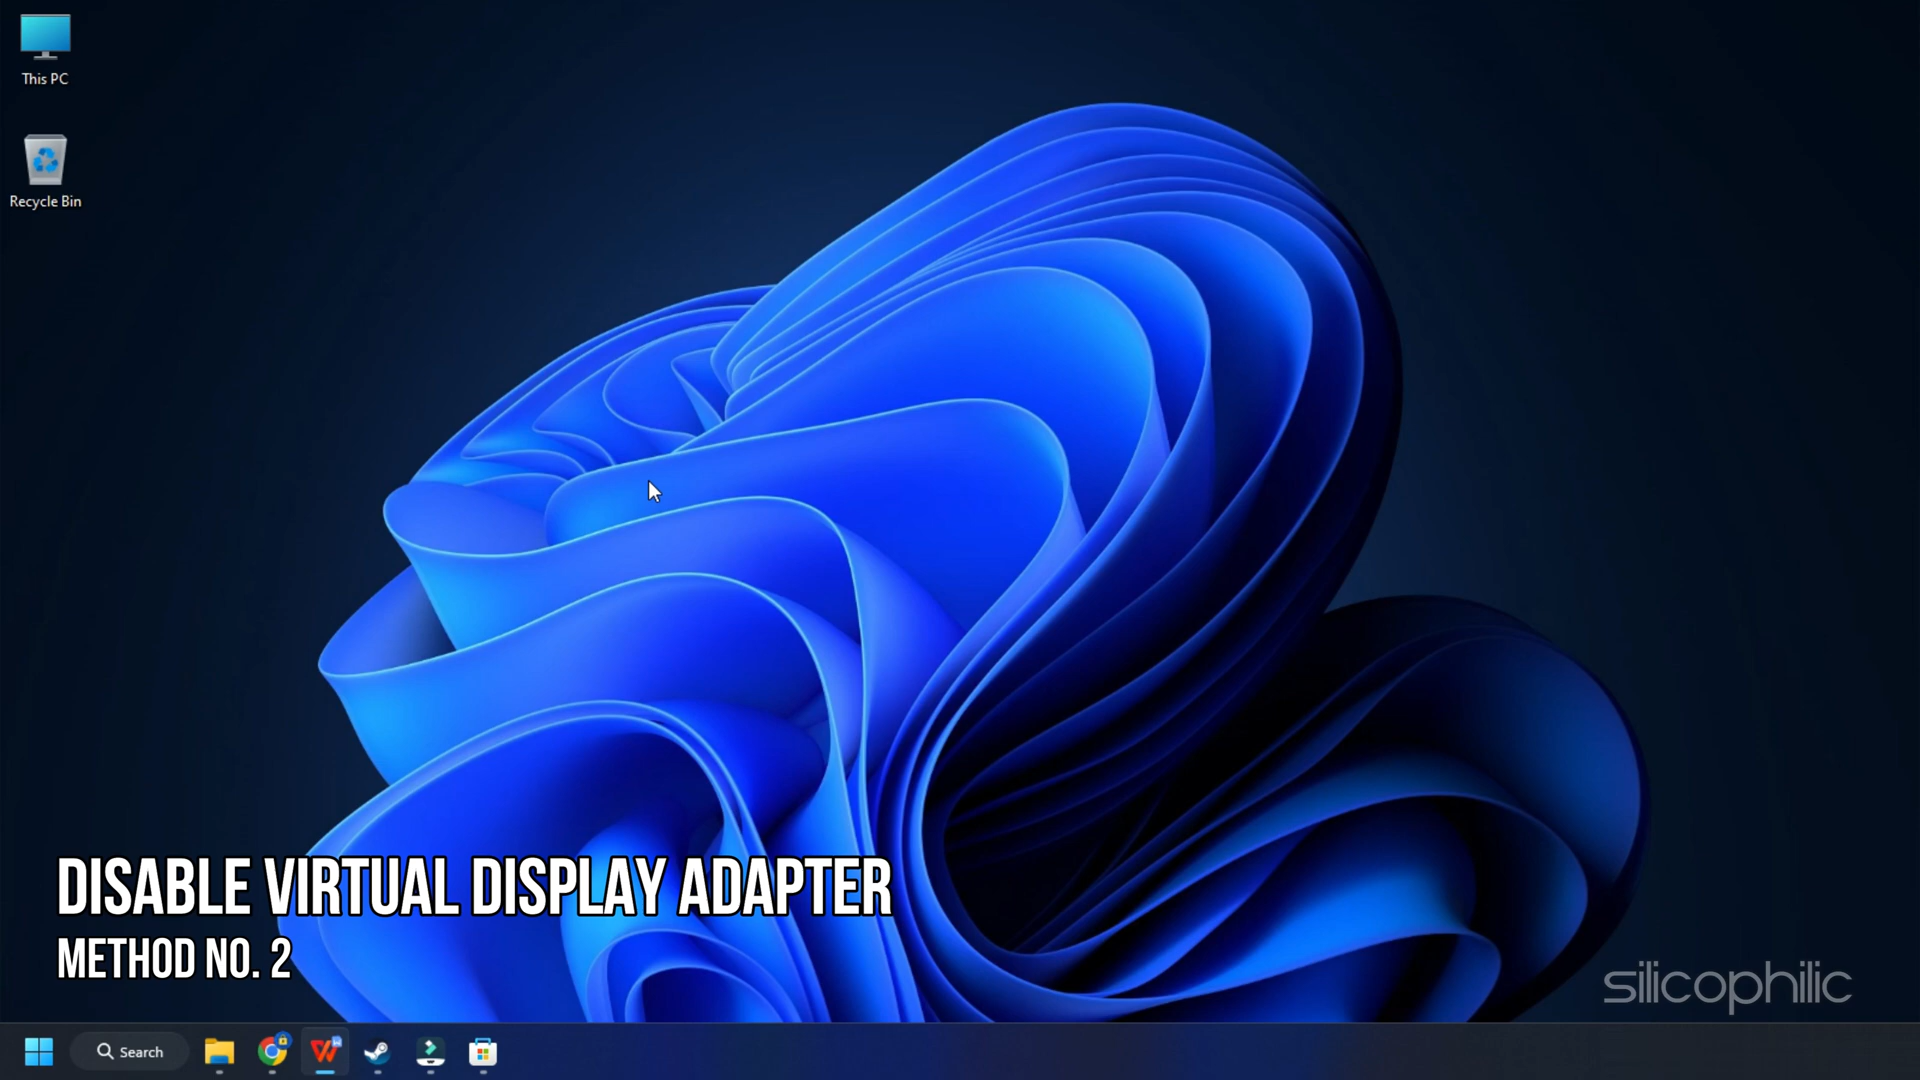 This PC
Recycle Bin
DISABLE VIRTUAL DISPLAY ADAPTER
METHOD NO. 2
silicophilic
Search